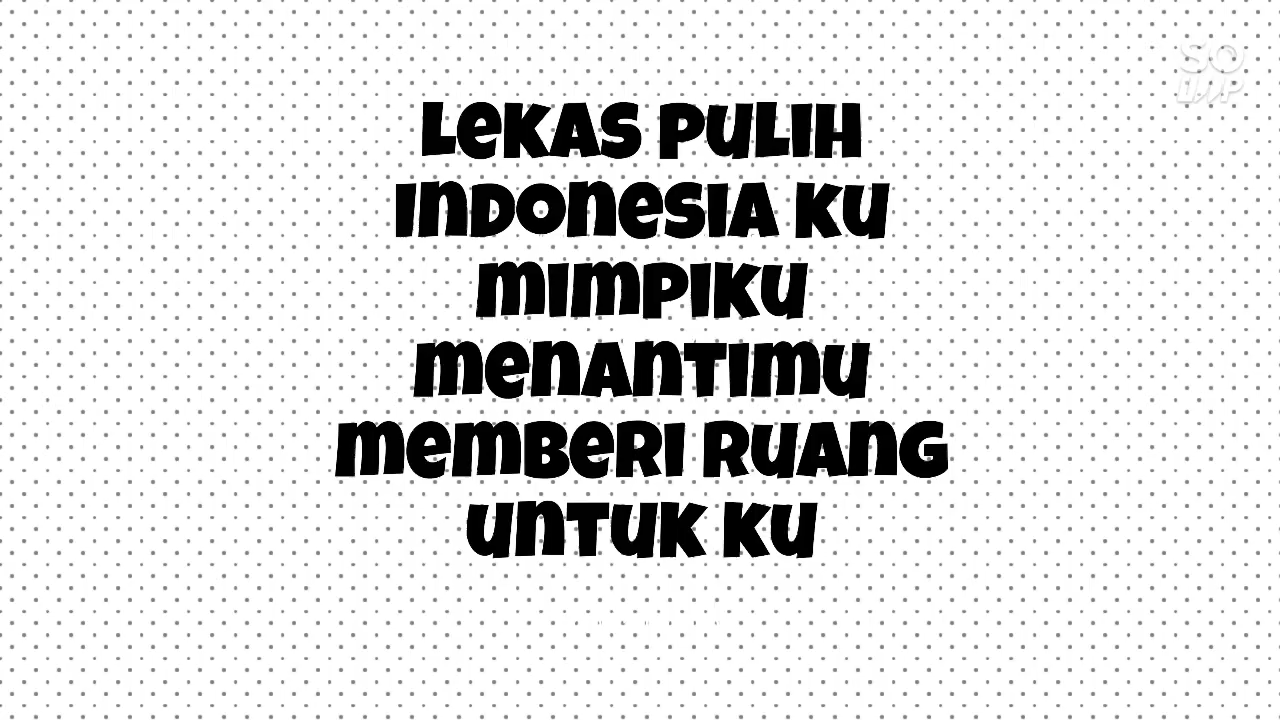 LeKAS PULIH
INDONESIA KU
mIMPIKU
menANTImu
memBeRI RUANG
UNTUK KU